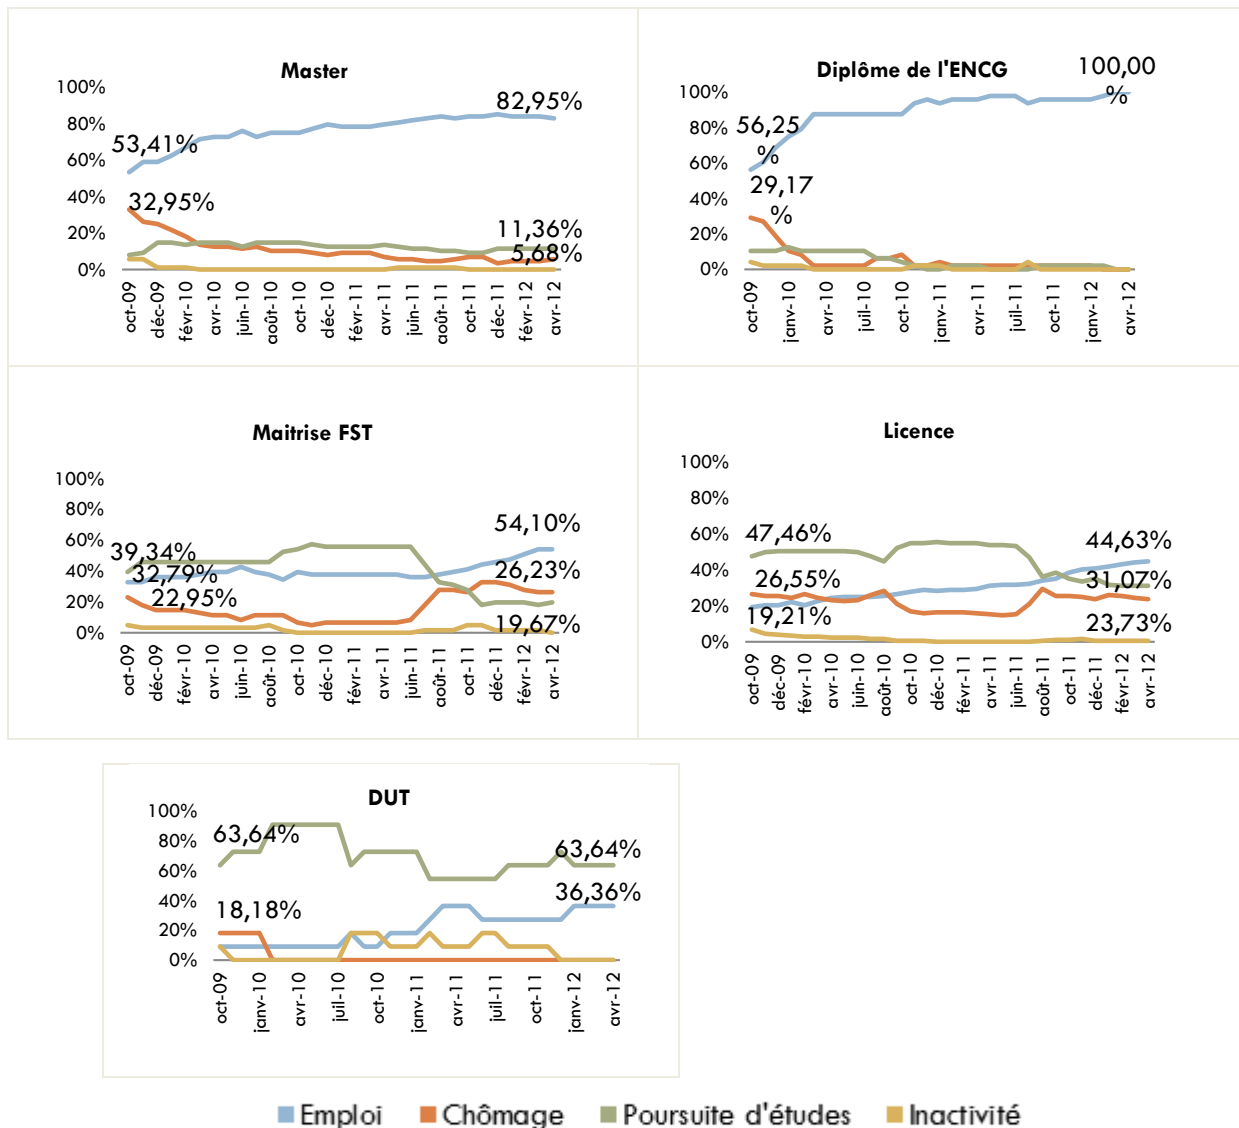 Master
100%
80%
60%
40%
20%
0%
53,41%
32,95%
82,95%
11,36%
5,68%
oct-09
déc-09
févr-10
avr-10
juin-10
août-10
oct-10
déc-10
févr-11
avr-11
juin-11
août-11
oct-11
déc-11
févr-12
avr-12
Diplôme de l'ENCG
100%
80%
60%
40%
20%
0%
56,25
%
29,17
%
100,00
%
oct-09
janv-10
avr-10
juil-10
oct-10
janv-11
avr-11
juil-11
oct-11
janv-12
avr-12
Maitrise FST
100%
80%
60%
40%
20%
0%
39,34%
32,79%
22,95%
54,10%
26,23%
19,67%
oct-09
déc-09
févr-10
avr-10
juin-10
août-10
oct-10
déc-10
févr-11
avr-11
juin-11
août-11
oct-11
déc-11
févr-12
avr-12
Licence
100%
80%
60%
40%
20%
0%
47,46%
26,55%
19,21%
44,63%
31,07%
23,73%
oct-09
déc-09
févr-10
avr-10
juin-10
août-10
oct-10
déc-10
févr-11
avr-11
juin-11
août-11
oct-11
déc-11
févr-12
avr-12
DUT
100%
80%
60%
40%
20%
0%
63,64%
18,18%
63,64%
36,36%
oct-09
janv-10
avr-10
juil-10
oct-10
janv-11
avr-11
juil-11
oct-11
janv-12
avr-12
Emploi Chômage Poursuite d'études Inactivité